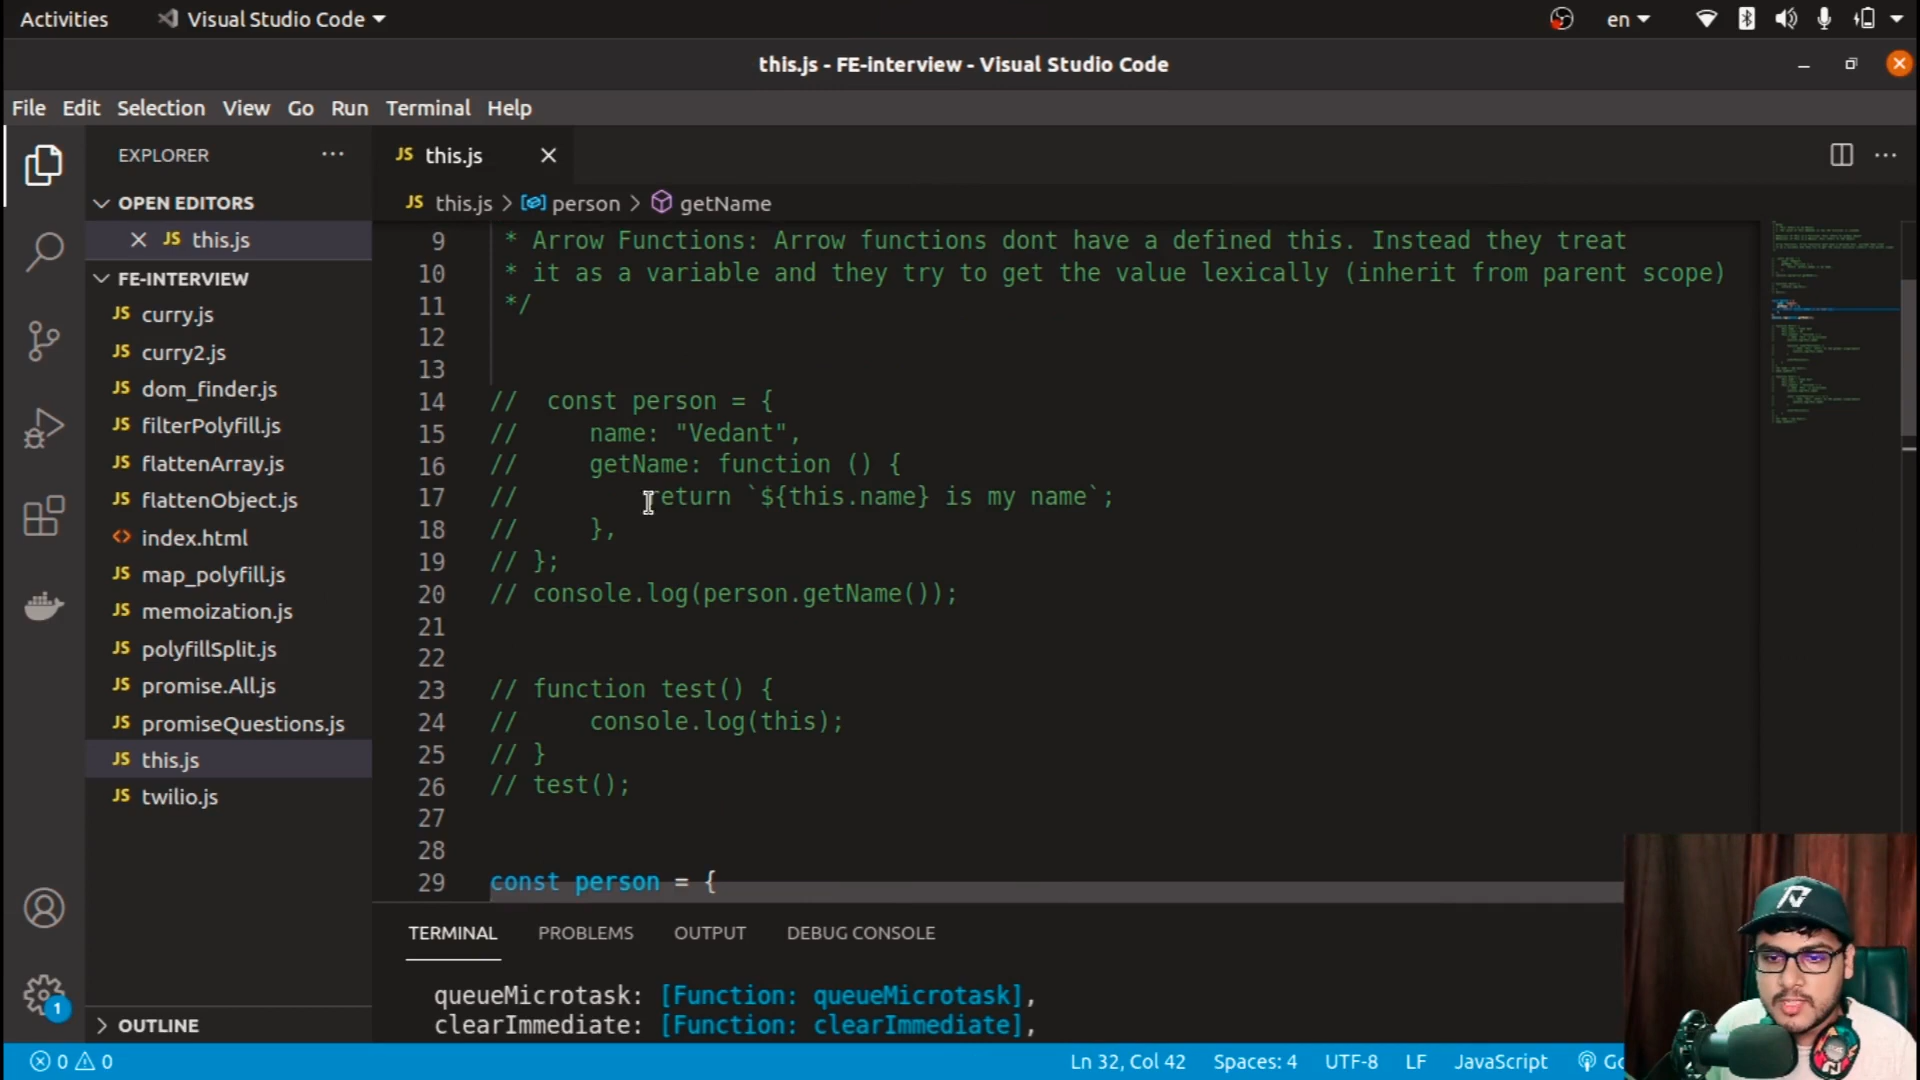 Activities
Visual Studio Code
en
this.js - FE-interview - Visual Studio Code
File Edit Selection View Go Run Terminal Help
EXPLORER
JS this.js
OPEN EDITORS
JS this.js > person > getName
JS this.js
FE-INTERVIEW
JS curry.js
JS curry2.js
JS dom_finder.js
JS filterPolyfill.js
JS flattenArray.js
JS flattenObject.js
<> index.html
JS map_polyfill.js
JS memoization.js
JS polyfillSplit.js
JS promise.All.js
JS promiseQuestions.js
JS this.js
JS twilio.js
OUTLINE
9 * Arrow Functions: Arrow functions dont have a defined this. Instead they treat
10 * it as a variable and they try to get the value lexically (inherit from parent scope)
11 */
12
13
14 //  const person = {
15 //     name: "Vedant",
16 //     getName: function () {
17 //         return `${this.name} is my name`;
18 //     },
19 // };
20 // console.log(person.getName());
21
22
23 // function test() {
24 //     console.log(this);
25 // }
26 // test();
27
28
29 const person = {
TERMINAL PROBLEMS OUTPUT DEBUG CONSOLE
queueMicrotask: [Function: queueMicrotask],
clearImmediate: [Function: clearImmediate],
1
0 0
Ln 32, Col 42 Spaces: 4 UTF-8 LF JavaScript